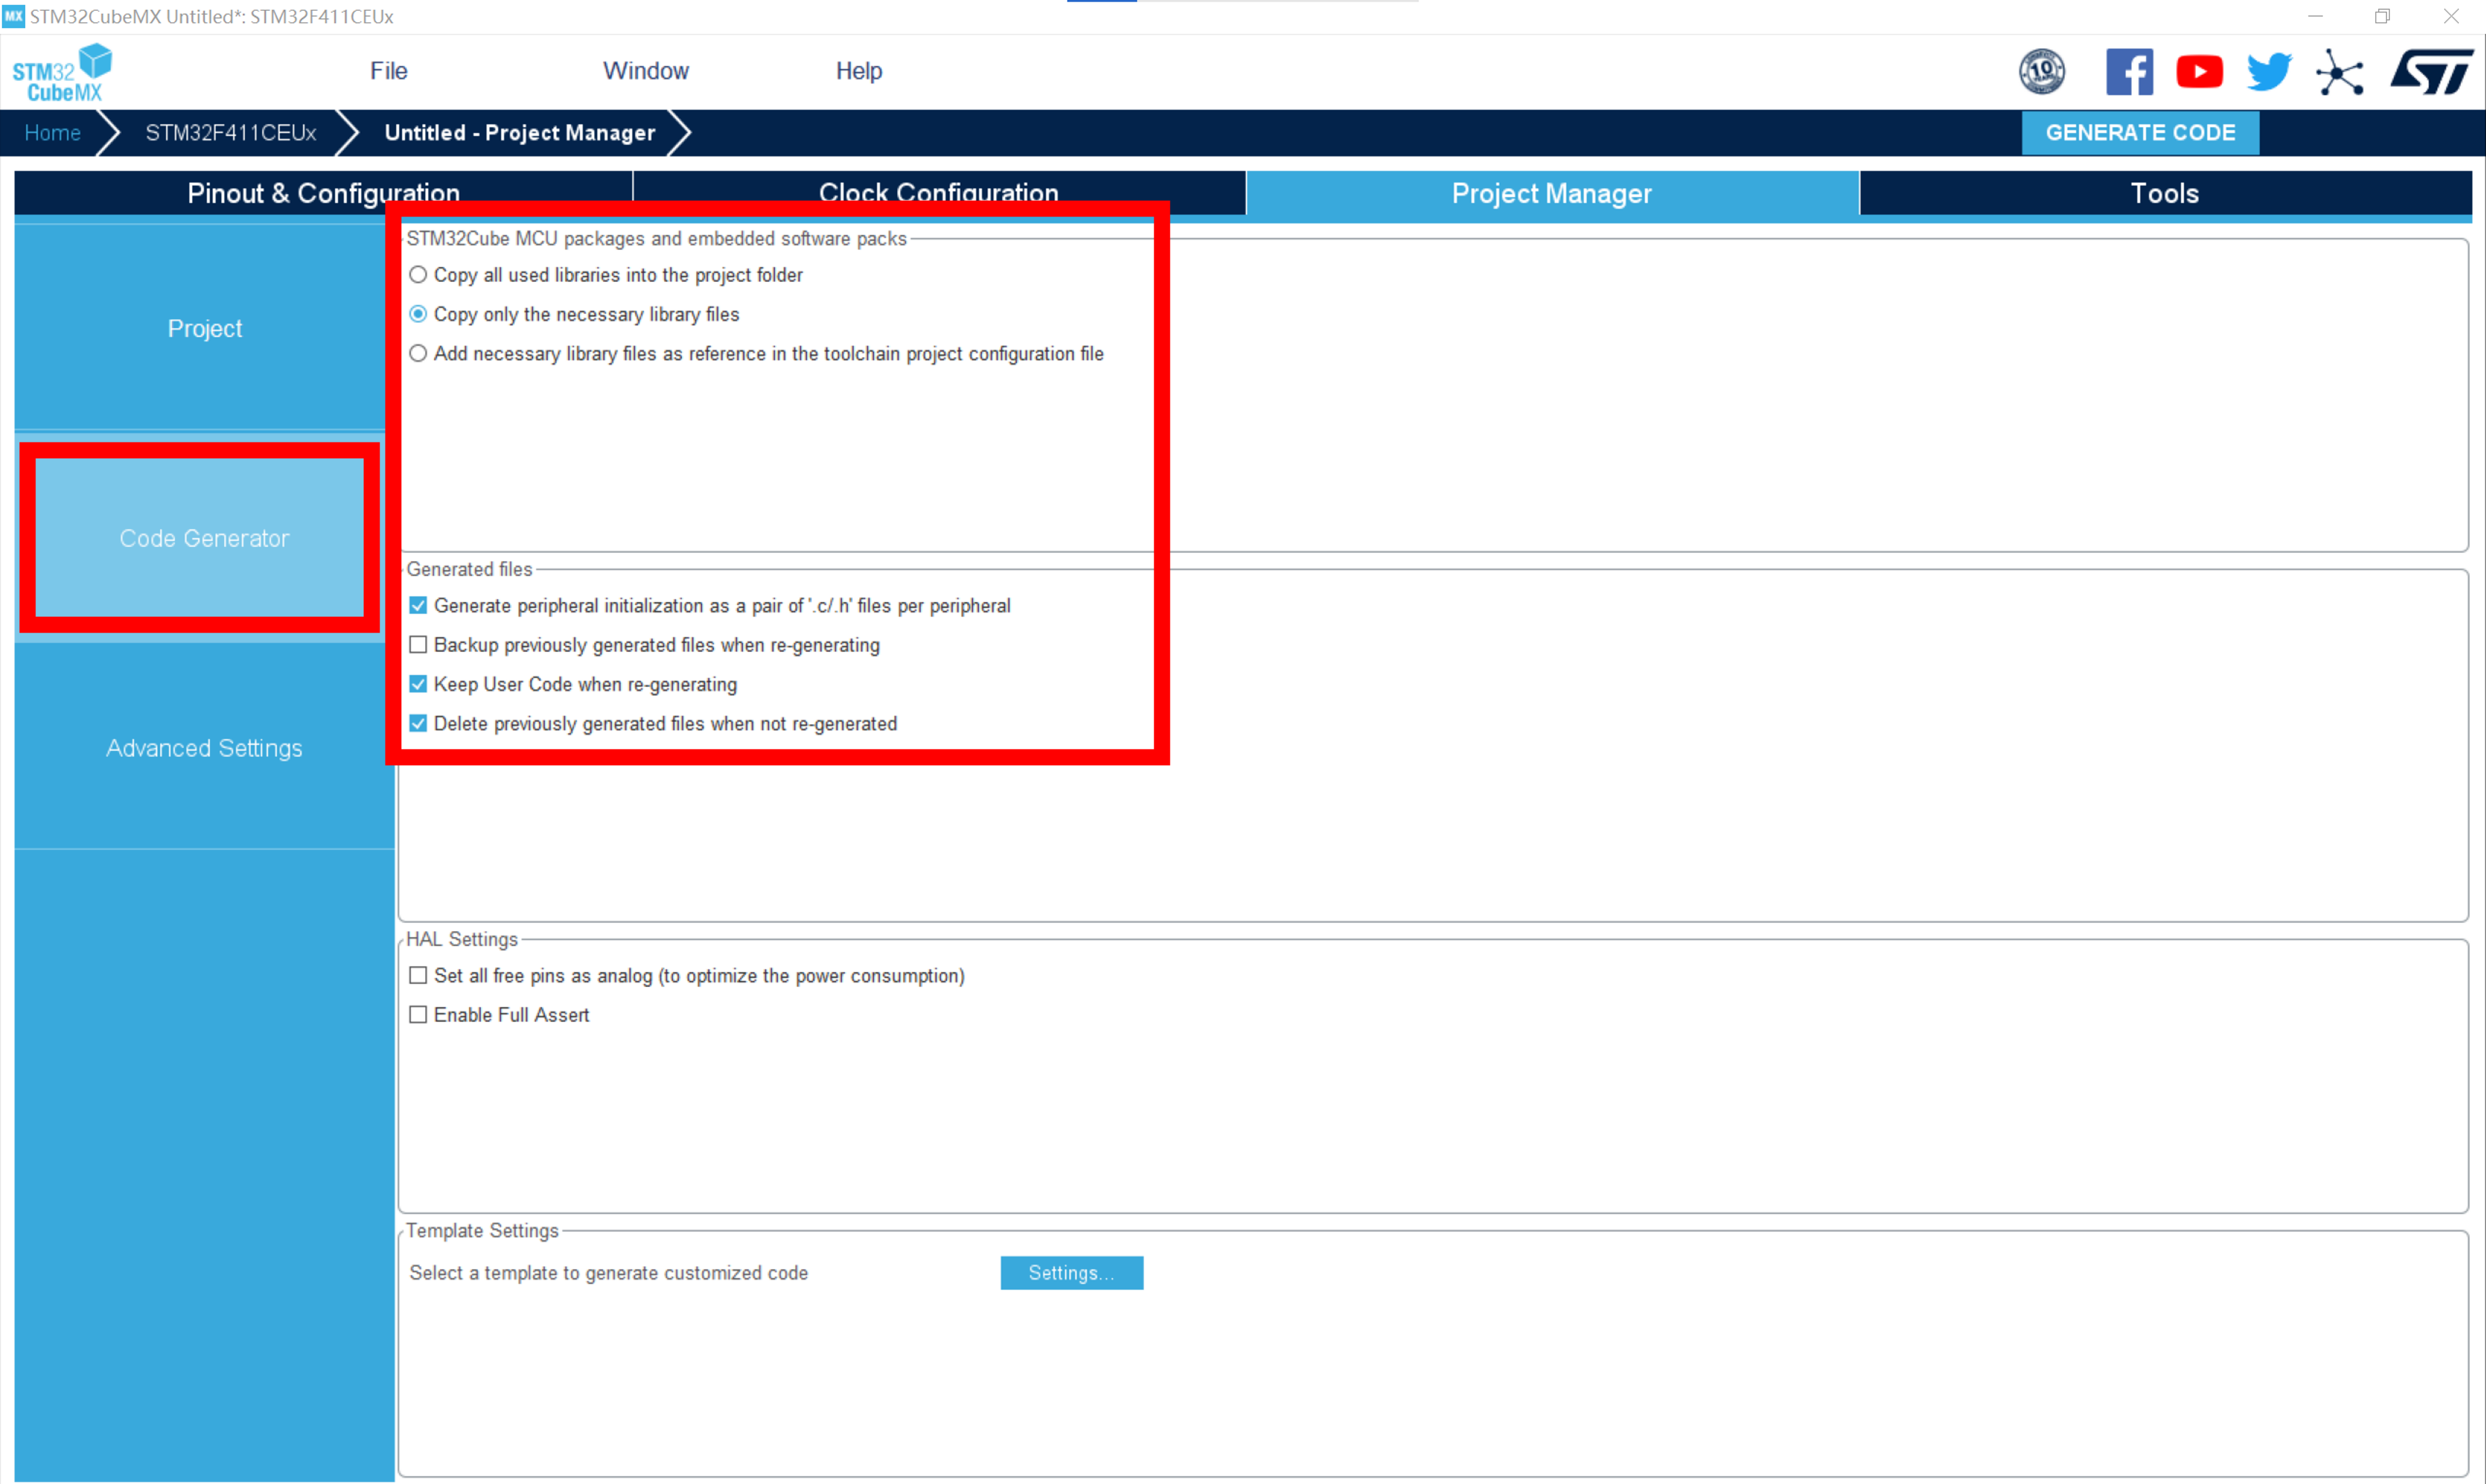 MX STM32CubeMX Untitled*: STM32F411CEUx
STM32
CubeMX
File
Window
Help
10
YEARS
ST
Home
STM32F411CEUx
Untitled - Project Manager
GENERATE CODE
Pinout & Configuration
Clock Configuration
Project Manager
Tools
Project
Code Generator
Advanced Settings
STM32Cube MCU packages and embedded software packs
Copy all used libraries into the project folder
Copy only the necessary library files
Add necessary library files as reference in the toolchain project configuration file
Generated files
Generate peripheral initialization as a pair of '.c/.h' files per peripheral
Backup previously generated files when re-generating
Keep User Code when re-generating
Delete previously generated files when not re-generated
HAL Settings
Set all free pins as analog (to optimize the power consumption)
Enable Full Assert
Template Settings
Select a template to generate customized code
Settings...